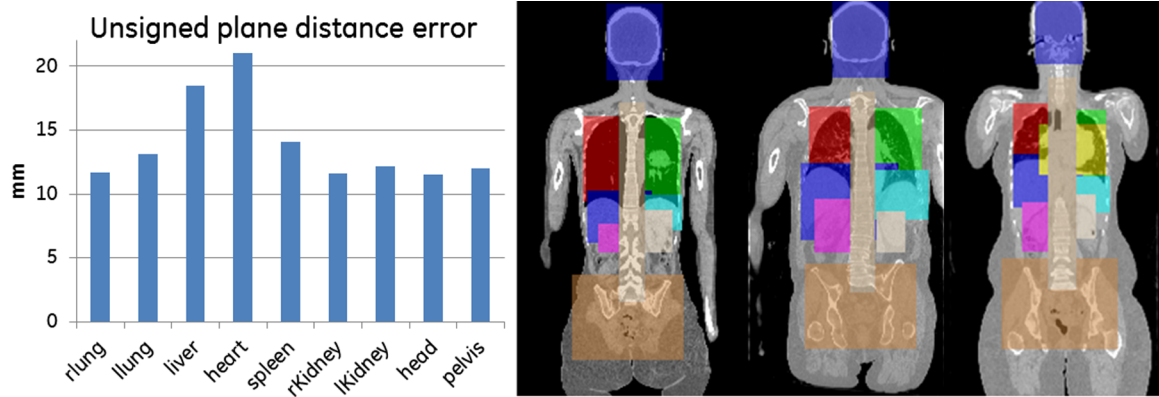 Unsigned plane distance error
mm
20
15
10
5
0
rlung
llung
liver
heart
spleen
rKidney
lKidney
head
pelvis